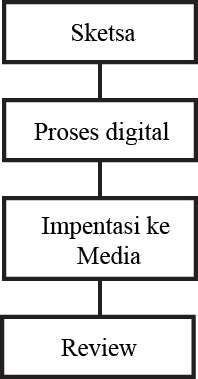 Sketsa
Proses digital
Impentasi ke
Media
Review